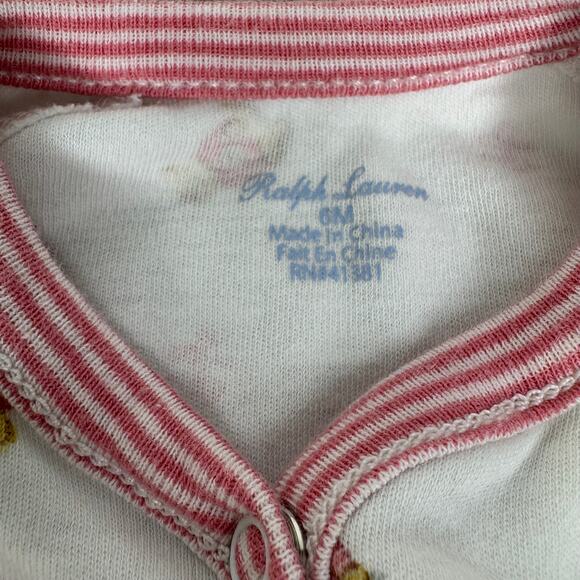 Ralph Lauren
6M
Made In China
Fait En Chine
RN#41381